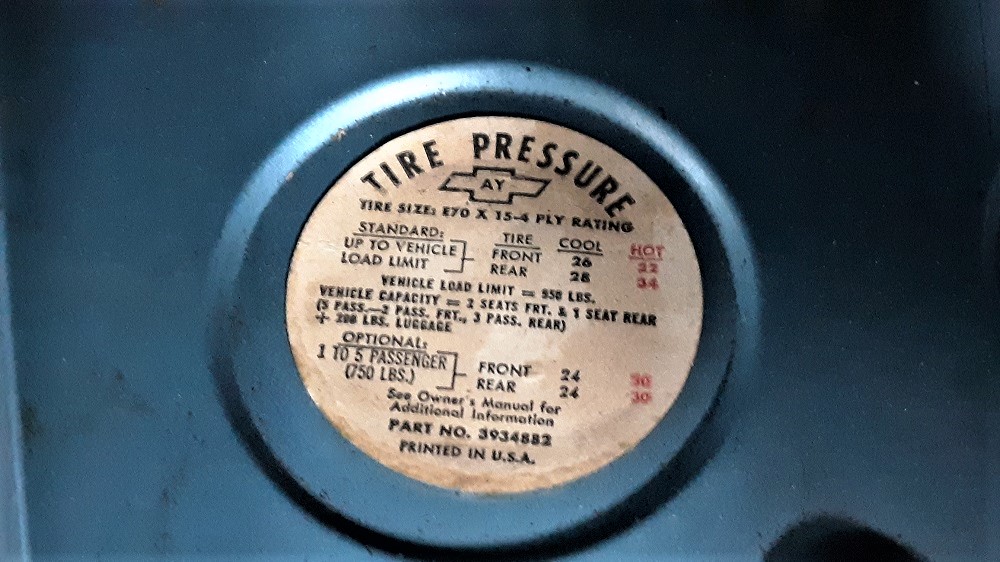 TIRE PRESSURE
AY
TIRE SIZE: E70 X 15-4 PLY RATING
STANDARD: TIRE COOL HOT
UP TO VEHICLE FRONT 26 32
LOAD LIMIT REAR 28 34
VEHICLE LOAD LIMIT = 950 LBS.
VEHICLE CAPACITY = 2 SEATS FRT. & 1 SEAT REAR
(5 PASS.—2 PASS. FRT., 3 PASS. REAR)
+ 200 LBS. LUGGAGE
OPTIONAL:
1 TO 5 PASSENGER FRONT 24 30
(750 LBS.) REAR 24 30
See Owner's Manual for
Additional Information
PART NO. 3934882
PRINTED IN U.S.A.